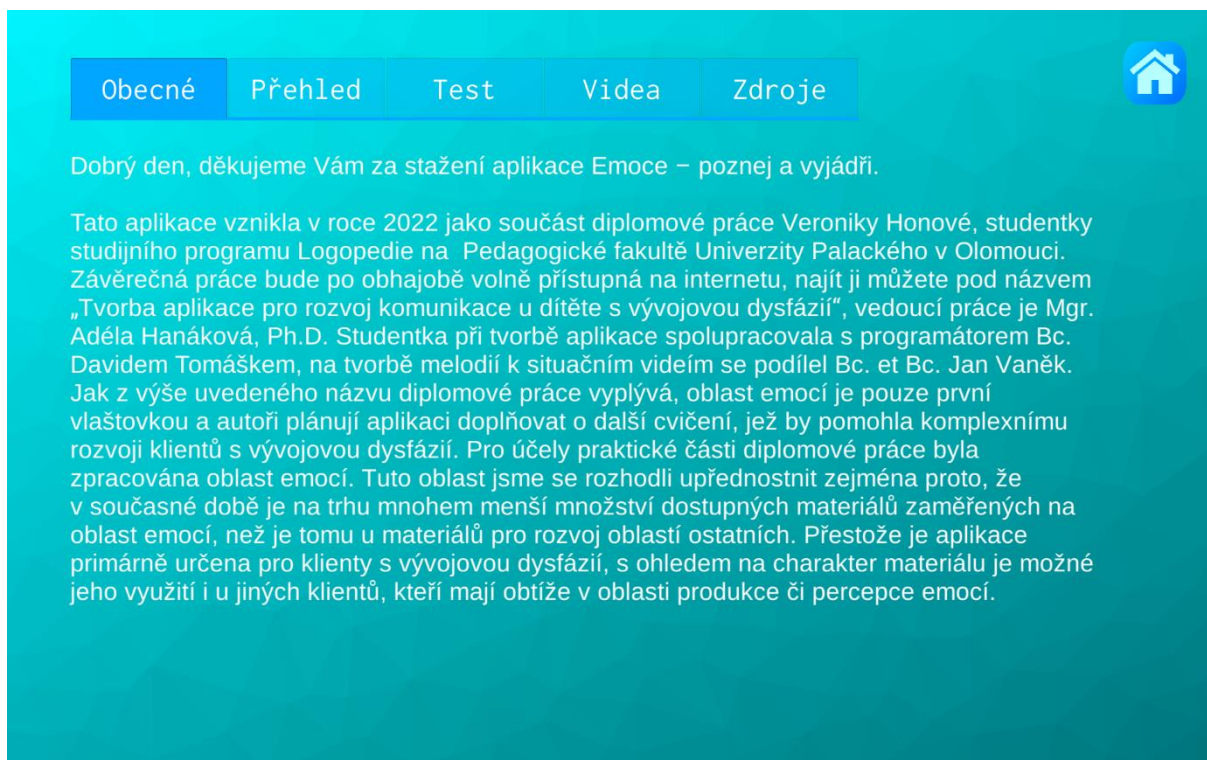 Obecné Přehled Test Videa Zdroje
Dobrý den, děkujeme Vám za stažení aplikace Emoce – poznej a vyjádři.
Tato aplikace vznikla v roce 2022 jako součást diplomové práce Veroniky Honové, studentky
studijního programu Logopedie na Pedagogické fakultě Univerzity Palackého v Olomouci.
Závěrečná práce bude po obhajobě volně přístupná na internetu, najít ji můžete pod názvem
„Tvorba aplikace pro rozvoj komunikace u dítěte s vývojovou dysfázií“, vedoucí práce je Mgr.
Adéla Hanáková, Ph.D. Studentka při tvorbě aplikace spolupracovala s programátorem Bc.
Davidem Tomáškem, na tvorbě melodií k situačním videím se podílel Bc. et Bc. Jan Vaněk.
Jak z výše uvedeného názvu diplomové práce vyplývá, oblast emocí je pouze první
vlaštovkou a autoři plánují aplikaci doplňovat o další cvičení, jež by pomohla komplexnímu
rozvoji klientů s vývojovou dysfázií. Pro účely praktické části diplomové práce byla
zpracována oblast emocí. Tuto oblast jsme se rozhodli upřednostnit zejména proto, že
v současné době je na trhu mnohem menší množství dostupných materiálů zaměřených na
oblast emocí, než je tomu u materiálů pro rozvoj oblastí ostatních. Přestože je aplikace
primárně určena pro klienty s vývojovou dysfázií, s ohledem na charakter materiálu je možné
jeho využití i u jiných klientů, kteří mají obtíže v oblasti produkce či percepce emocí.